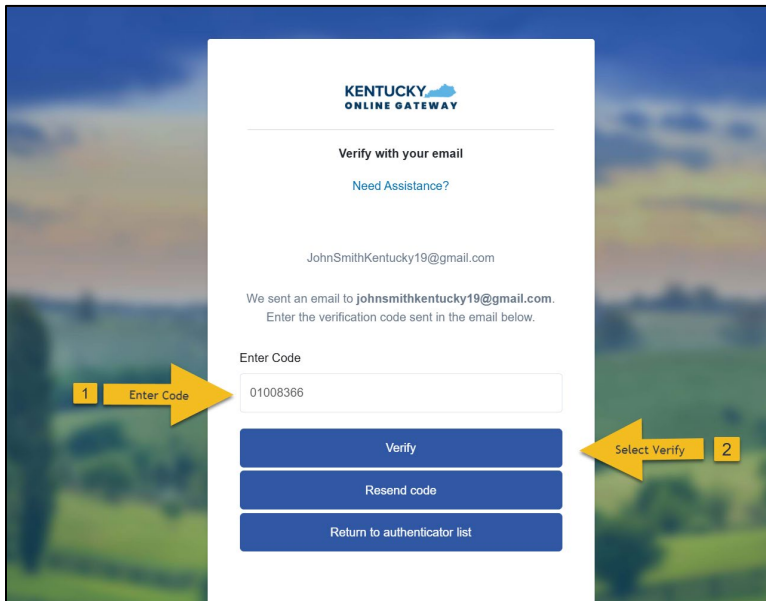 KENTUCKY
ONLINE GATEWAY
Verify with your email
Need Assistance?
JohnSmithKentucky19@gmail.com
We sent an email to johnsmithkentucky19@gmail.com.
Enter the verification code sent in the email below.
Enter Code
1 Enter Code
01008366
Verify
Select Verify 2
Resend code
Return to authenticator list